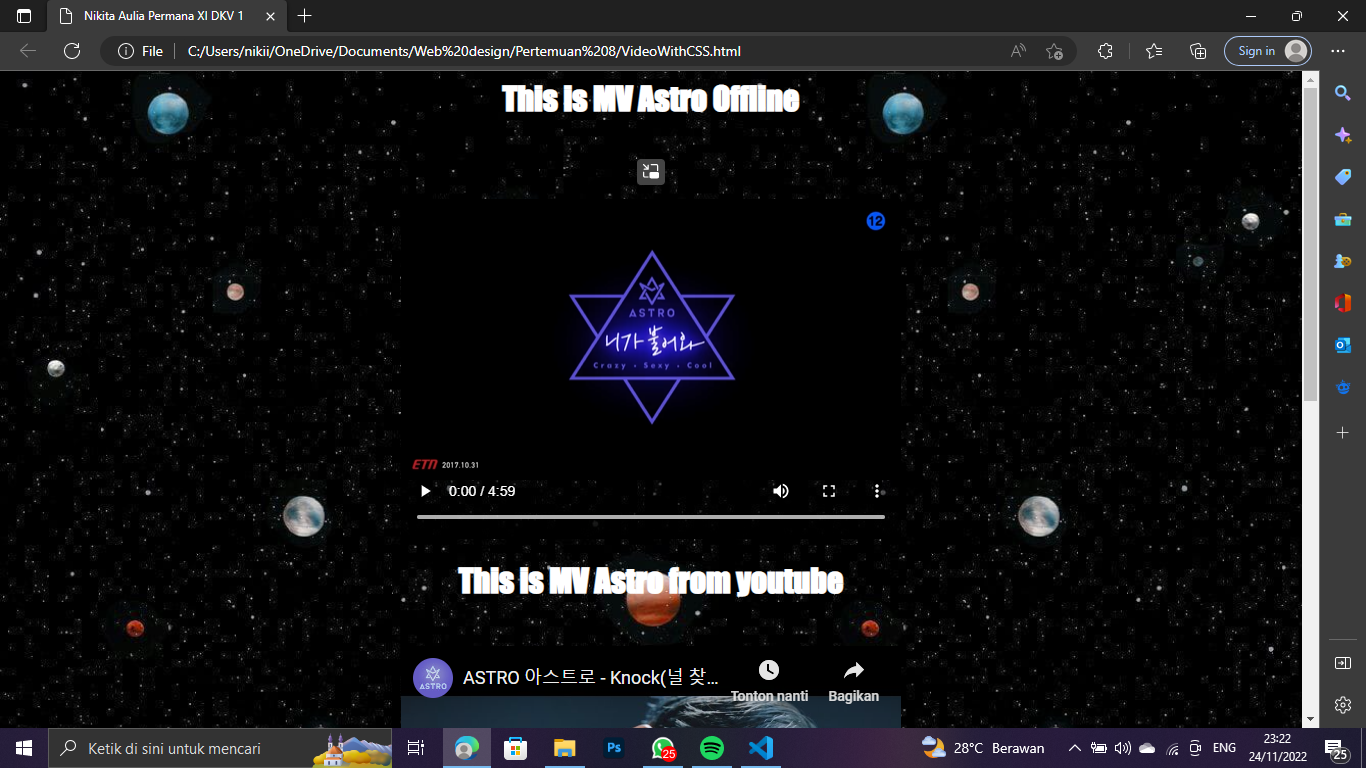 Nikita Aulia Permana XI DKV 1
File
C:/Users/nikii/OneDrive/Documents/Web%20design/Pertemuan%208/VideoWithCSS.html
Sign in
This is MV Astro Offline
12
ASTRO
니가 불어와
Crazy · Sexy · Cool
ETN 2017.10.31
0:00 / 4:59
This is MV Astro from youtube
ASTRO
ASTRO 아스트로 - Knock(널 찾...
Tonton nanti
Bagikan
Ketik di sini untuk mencari
Ps
25
28°C Berawan
ENG
23:22
24/11/2022
25